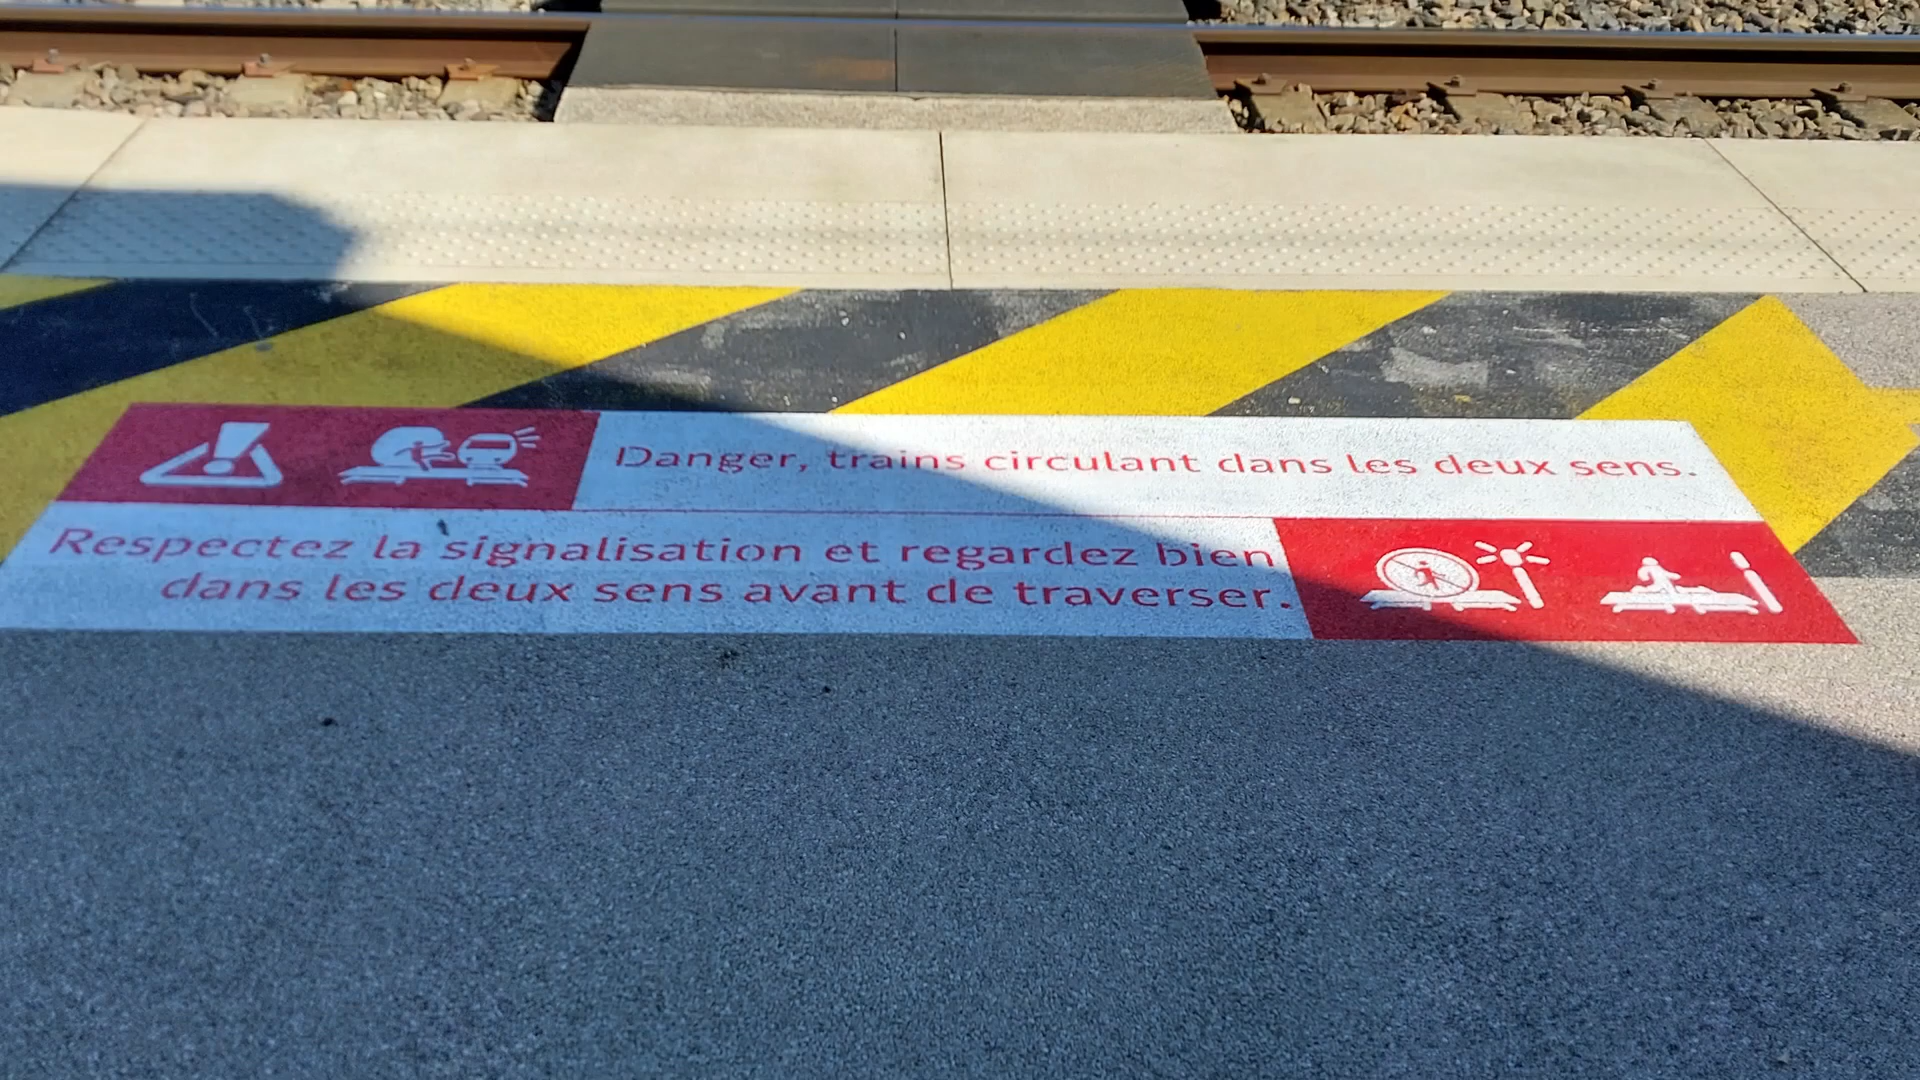 Danger, trains circulant dans les deux sens.
Respectez la signalisation et regardez bien
dans les deux sens avant de traverser.